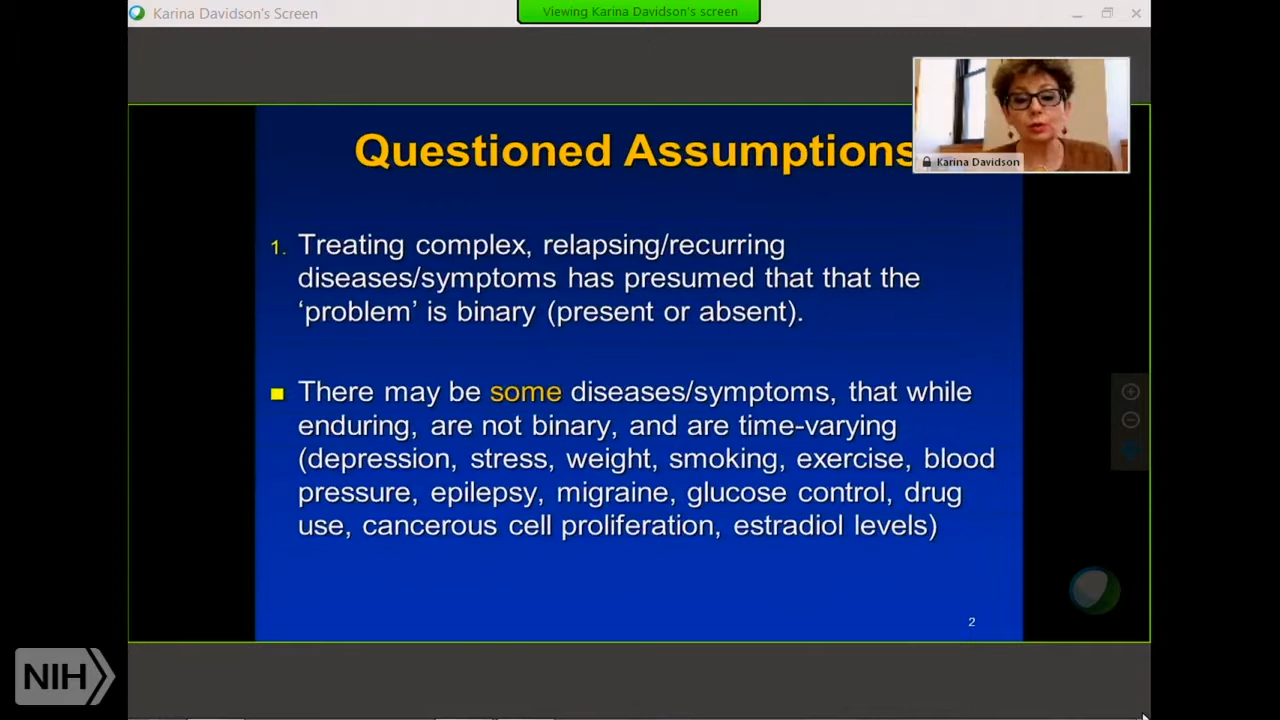 Karina Davidson's Screen
Viewing Karina Davidson's screen
Questioned Assumptions
Karina Davidson
1. Treating complex, relapsing/recurring
diseases/symptoms has presumed that that the
‘problem’ is binary (present or absent).
There may be some diseases/symptoms, that while
enduring, are not binary, and are time-varying
(depression, stress, weight, smoking, exercise, blood
pressure, epilepsy, migraine, glucose control, drug
use, cancerous cell proliferation, estradiol levels)
2
NIH